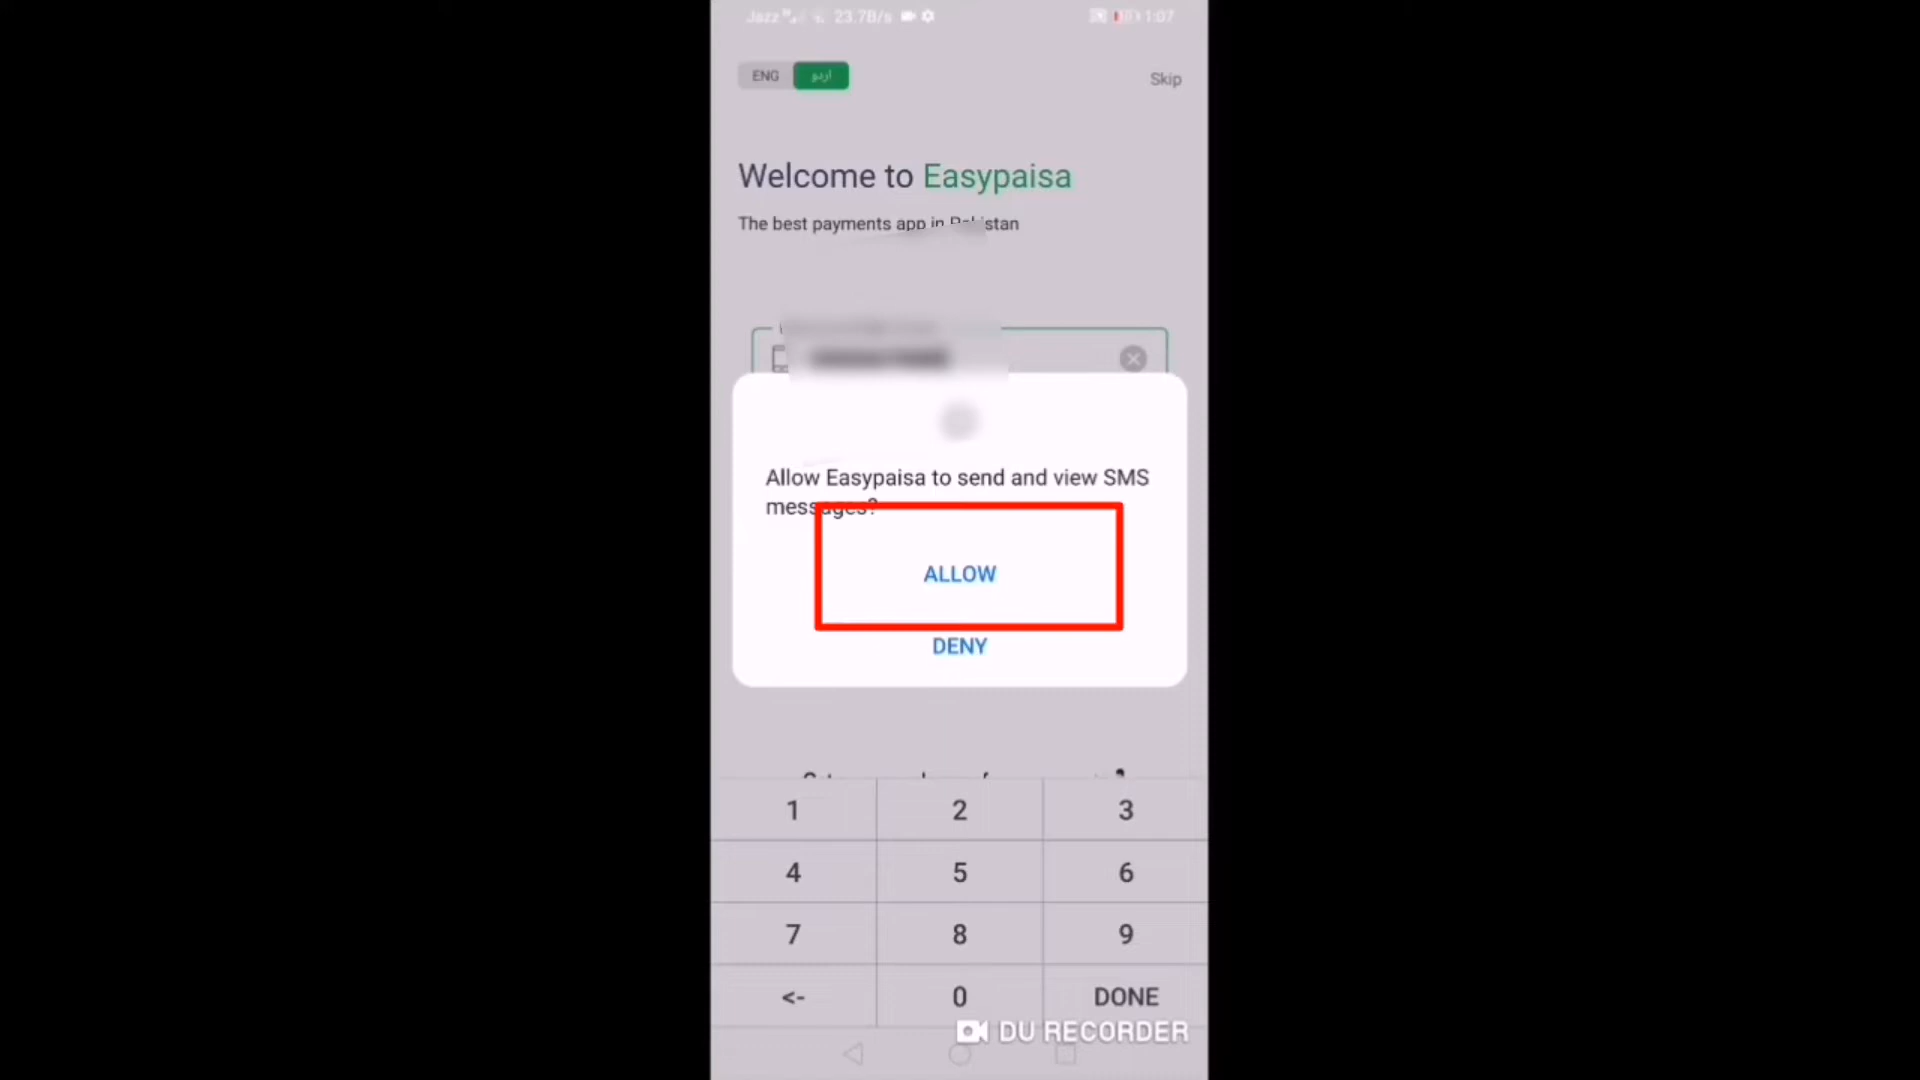 Jazz 23.7B/s 1:07
ENG اردو Skip
Welcome to Easypaisa
The best payments app in Pakistan
Allow Easypaisa to send and view SMS
messages?
ALLOW
DENY
1 2 3
4 5 6
7 8 9
<- 0 DONE
DU RECORDER